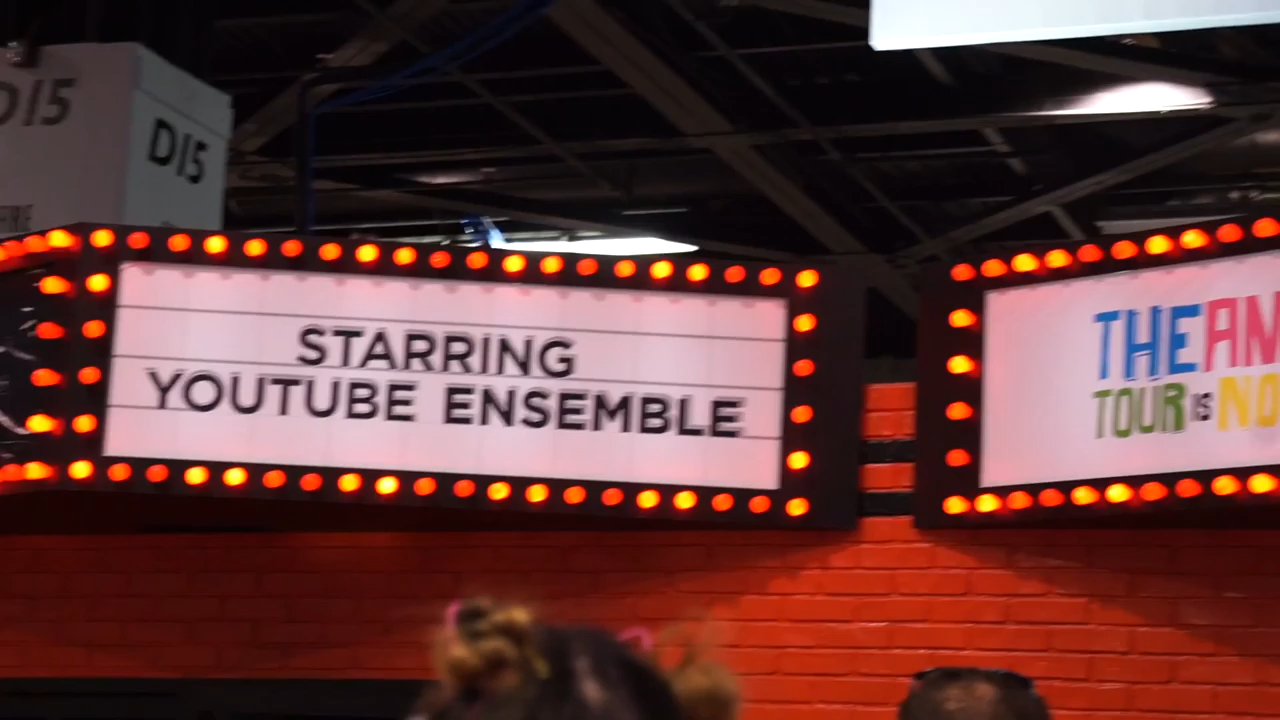 D15
D15
STARRING
YOUTUBE ENSEMBLE
THE
TOUR IS